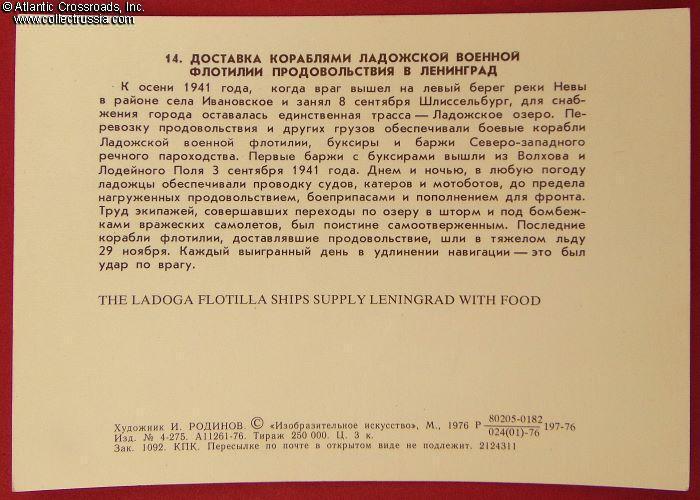 © Atlantic Crossroads, Inc.
www.collectrussia.com
14. ДОСТАВКА КОРАБЛЯМИ ЛАДОЖСКОЙ ВОЕННОЙ
ФЛОТИЛИИ ПРОДОВОЛЬСТВИЯ В ЛЕНИНГРАД
К осени 1941 года, когда враг вышел на левый берег реки Невы
в районе села Ивановское и занял 8 сентября Шлиссельбург, для снаб-
жения города оставалась единственная трасса — Ладожское озеро. Пе-
ревозку продовольствия и других грузов обеспечивали боевые корабли
Ладожской военной флотилии, буксиры и баржи Северо-западного
речного пароходства. Первые баржи с буксирами вышли из Волхова и
Лодейного Поля 3 сентября 1941 года. Днем и ночью, в любую погоду
ладожцы обеспечивали проводку судов, катеров и мотоботов, до предела
нагруженных продовольствием, боеприпасами и пополнением для фронта.
Труд экипажей, совершавших переходы по озеру в шторм и под бомбеж-
ками вражеских самолетов, был поистине самоотверженным. Последние
корабли флотилии, доставлявшие продовольствие, шли в тяжелом льду
29 ноября. Каждый выигранный день в удлинении навигации — это был
удар по врагу.
THE LADOGA FLOTILLA SHIPS SUPPLY LENINGRAD WITH FOOD
Художник И. РОДИНОВ © «Изобразительное искусство», М., 1976 Р 80205-0182/024(01)-76 197-76
Изд. № 4-275. А11261-76. Тираж 250 000. Ц. 3 к.
Зак. 1092. КПК. Пересылке по почте в открытом виде не подлежит. 2124311